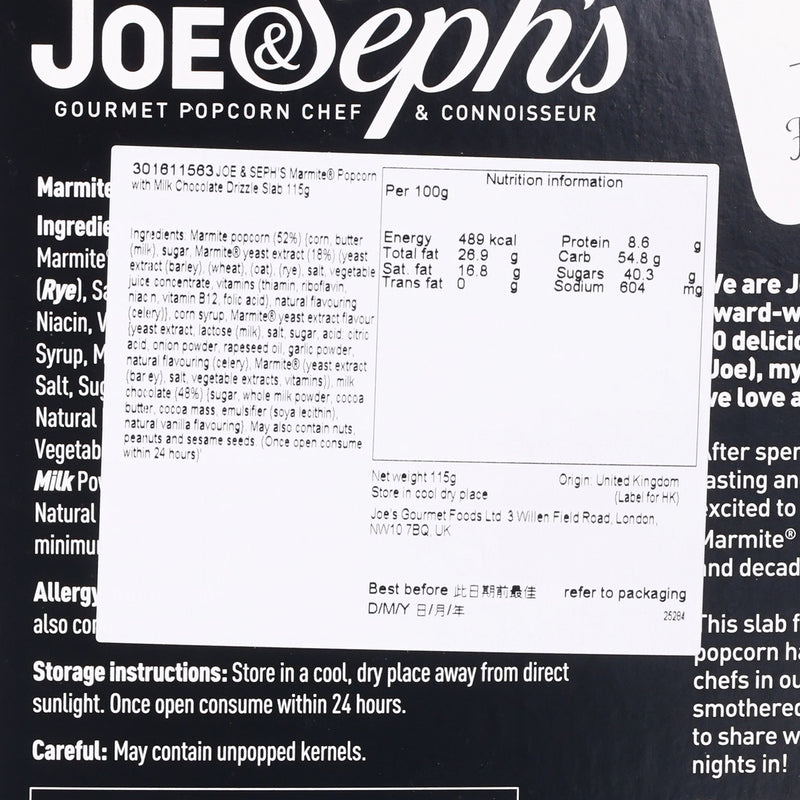 JOE & Seph's
GOURMET POPCORN CHEF & CONNOISSEUR
301611563 JOE & SEPH'S Marmite® Popcorn
with Milk Chocolate Drizzle Slab 115g
Ingredients: Marmite popcorn (52%) {corn, butter
(milk), sugar, Marmite® yeast extract (18%) (yeast
extract (barley), (wheat), (oat), (rye), salt, vegetable
juice concentrate, vitamins (thiamin, riboflavin,
niacin, vitamin B12, folic acid), natural flavouring
(celery)), corn syrup, Marmite® yeast extract flavour
{yeast extract, lactose (milk), salt, sugar, acid, citric
acid, onion powder, rapeseed oil, garlic powder,
natural flavouring (celery), Marmite® (yeast extract
(barley), salt, vegetable extracts, vitamins)}, milk
chocolate (48%) {sugar, whole milk powder, cocoa
butter, cocoa mass, emulsifier (soya lecithin),
natural vanilla flavouring}. May also contain nuts,
peanuts and sesame seeds. (Once open consume
within 24 hours)'
Per 100g
Nutrition information
Energy 489 kcal Protein 8.6 g
Total fat 26.9 g Carb 54.8 g
Sat. fat 16.8 g Sugars 40.3 g
Trans fat 0 g Sodium 604 mg
Net weight 115g Origin: United Kingdom
Store in cool dry place (Label for HK)
Joe's Gourmet Foods Ltd 3 Willen Field Road, London,
NW10 7BQ, UK
Best before 此日期前最佳 refer to packaging
D/M/Y 日/月/年
25284
Marmite
Ingredie
Marmite®
(Rye), Sa
Niacin, V
Syrup, M
Salt, Sug
Natural
Vegetab
Milk Pow
Natural
minimu
Allergy
also con
Storage instructions: Store in a cool, dry place away from direct
sunlight. Once open consume within 24 hours.
Careful: May contain unpopped kernels.
We are J
ward-w
0 delicio
Joe), my
ve love a
After spen
asting an
excited to
Marmite®
and decad
This slab f
popcorn ha
chefs in ou
smothered
to share w
nights in!